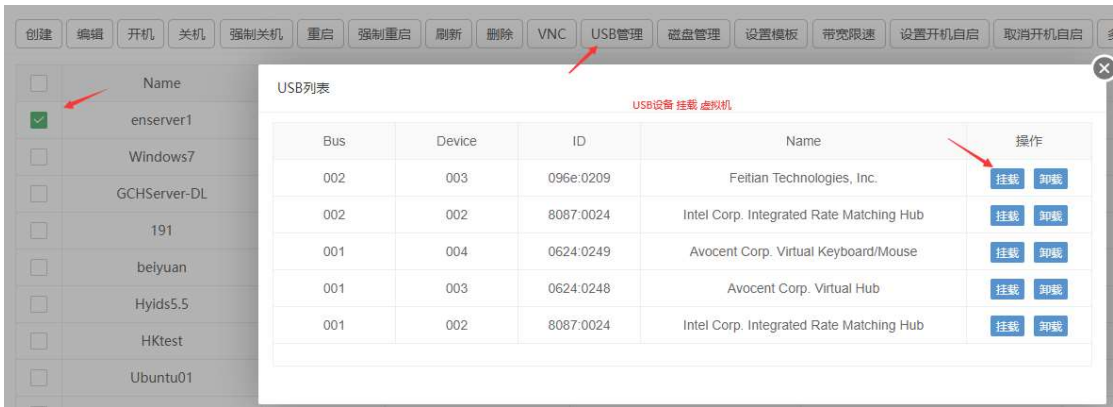 创建 编辑 开机 关机 强制关机 重启 强制重启 刷新 删除 VNC USB管理 磁盘管理 设置模板 带宽限速 设置开机自启 取消开机自启
Name
enserver1
Windows7
GCHServer-DL
191
beiyuan
Hyids5.5
HKtest
Ubuntu01
USB列表
USB设备 挂载 虚拟机
Bus Device ID Name 操作
002 003 096e:0209 Feitian Technologies, Inc. 挂载 卸载
002 002 8087:0024 Intel Corp. Integrated Rate Matching Hub 挂载 卸载
001 004 0624:0249 Avocent Corp. Virtual Keyboard/Mouse 挂载 卸载
001 003 0624:0248 Avocent Corp. Virtual Hub 挂载 卸载
001 002 8087:0024 Intel Corp. Integrated Rate Matching Hub 挂载 卸载